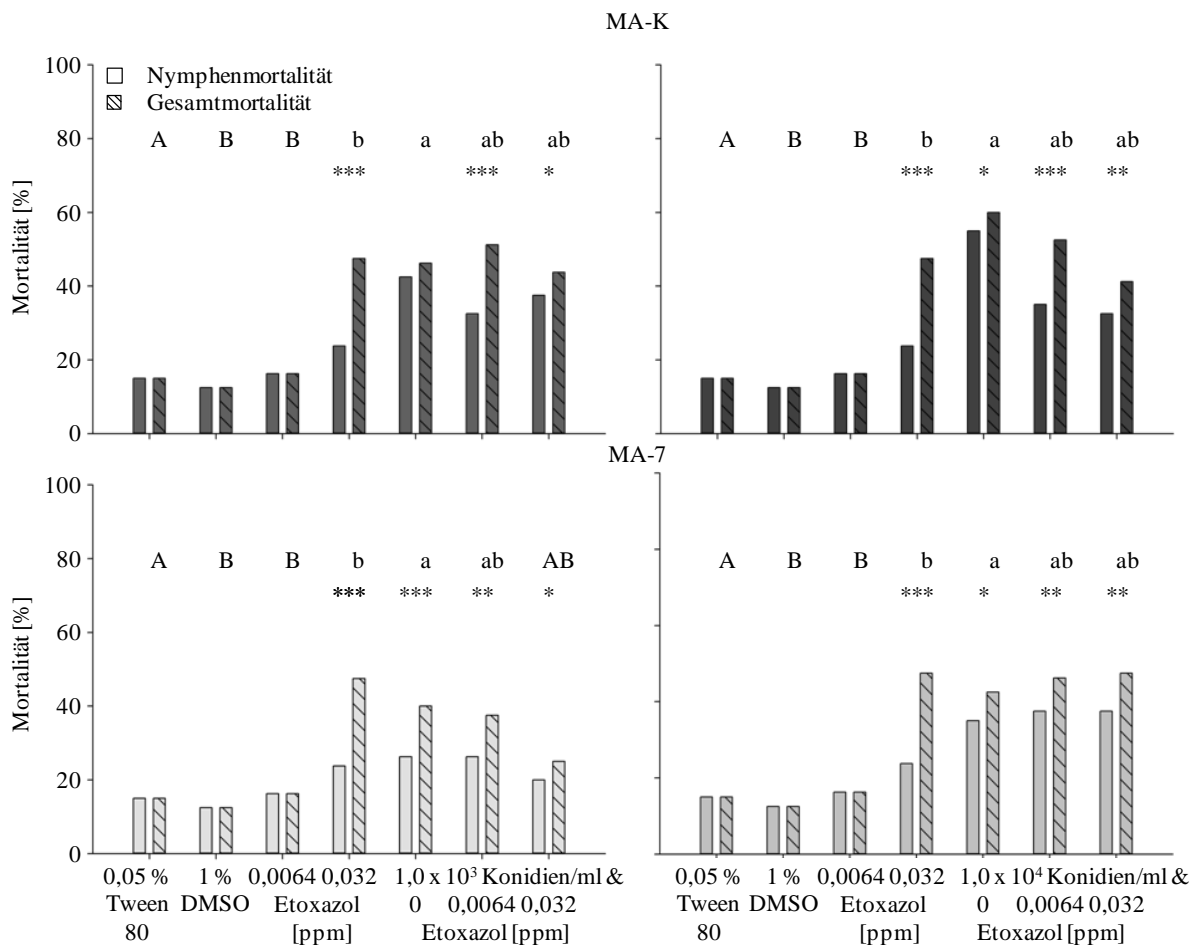 MA-K
100
80
60
40
20
0
Mortalität [%]
Nymphenmortalität
Gesamtmortalität
A B B b a ab ab
*** *** *
A B B b a ab ab
*** * *** **
MA-7
100
80
60
40
20
0
Mortalität [%]
A B B b a ab AB
*** *** ** *
A B B b a ab ab
*** * ** **
0,05 % 1 % 0,0064 0,032 1,0 x 10³ Konidien/ml &
Tween DMSO Etoxazol 0 0,0064 0,032
80 [ppm] Etoxazol [ppm]
0,05 % 1 % 0,0064 0,032 1,0 x 10⁴ Konidien/ml &
Tween DMSO Etoxazol 0 0,0064 0,032
80 [ppm] Etoxazol [ppm]